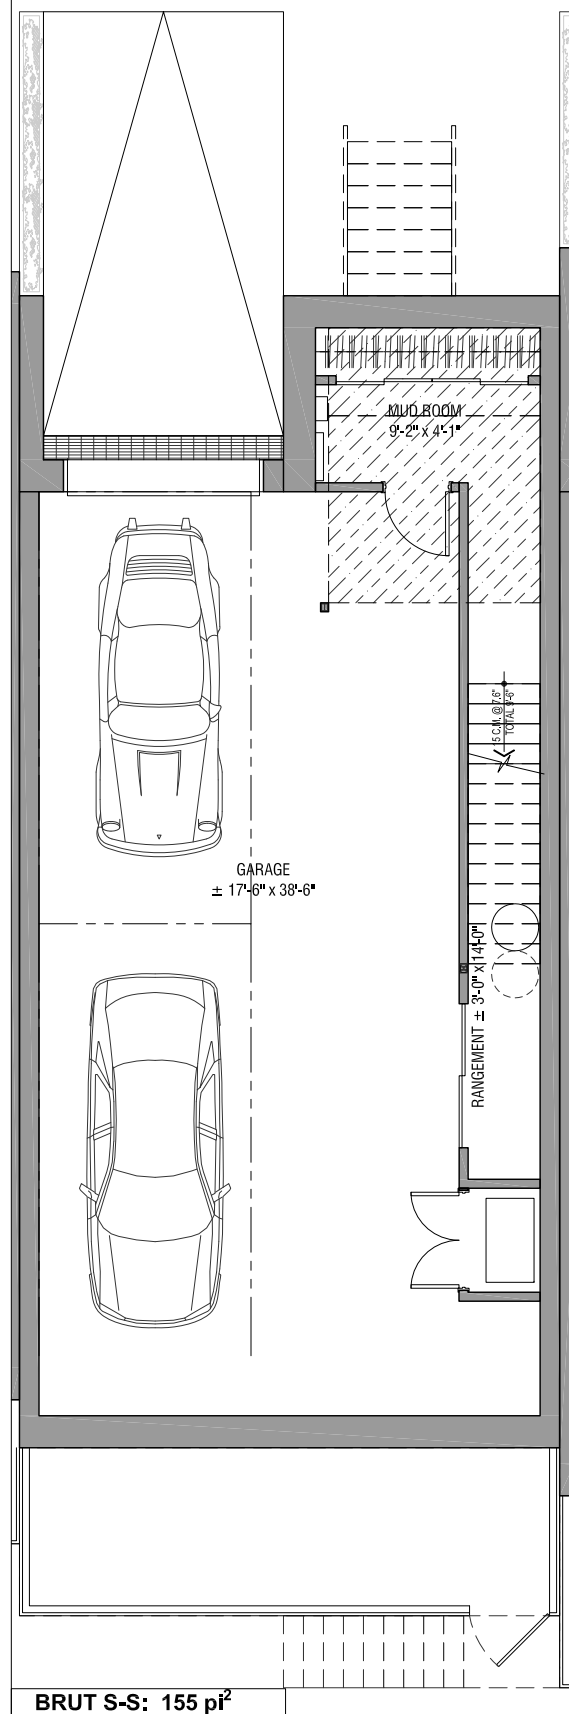 MUD ROOM
9'-2" x 4'-1"
15 C.M. @ 7.6"
TOTAL 9'-6"
GARAGE
± 17'-6" x 38'-6"
RANGEMENT ± 3'-0" x 14'-0"
BRUT S-S: 155 pi²